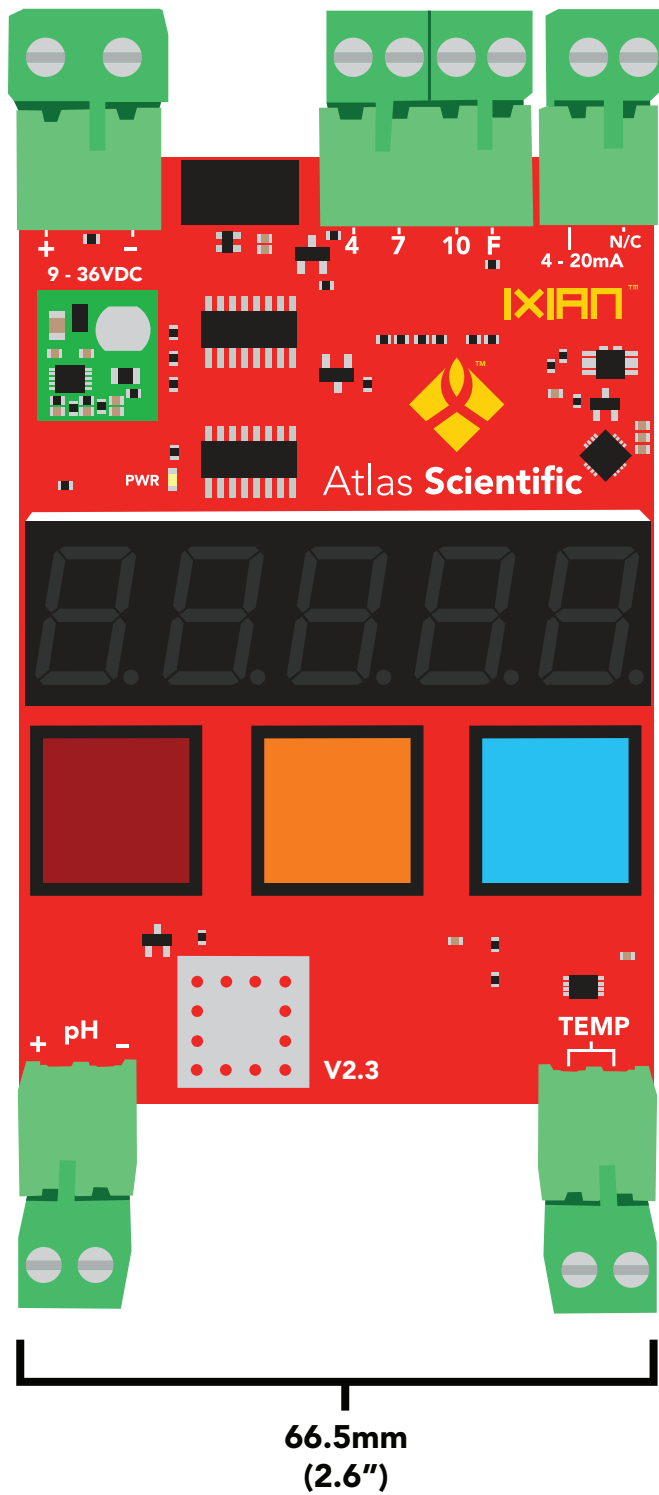 + −
9 - 36VDC
4 7 10 F
N/C
4 - 20mA
IXIAN™
™
PWR
Atlas Scientific
TEMP
+ pH −
V2.3
66.5mm
(2.6”)